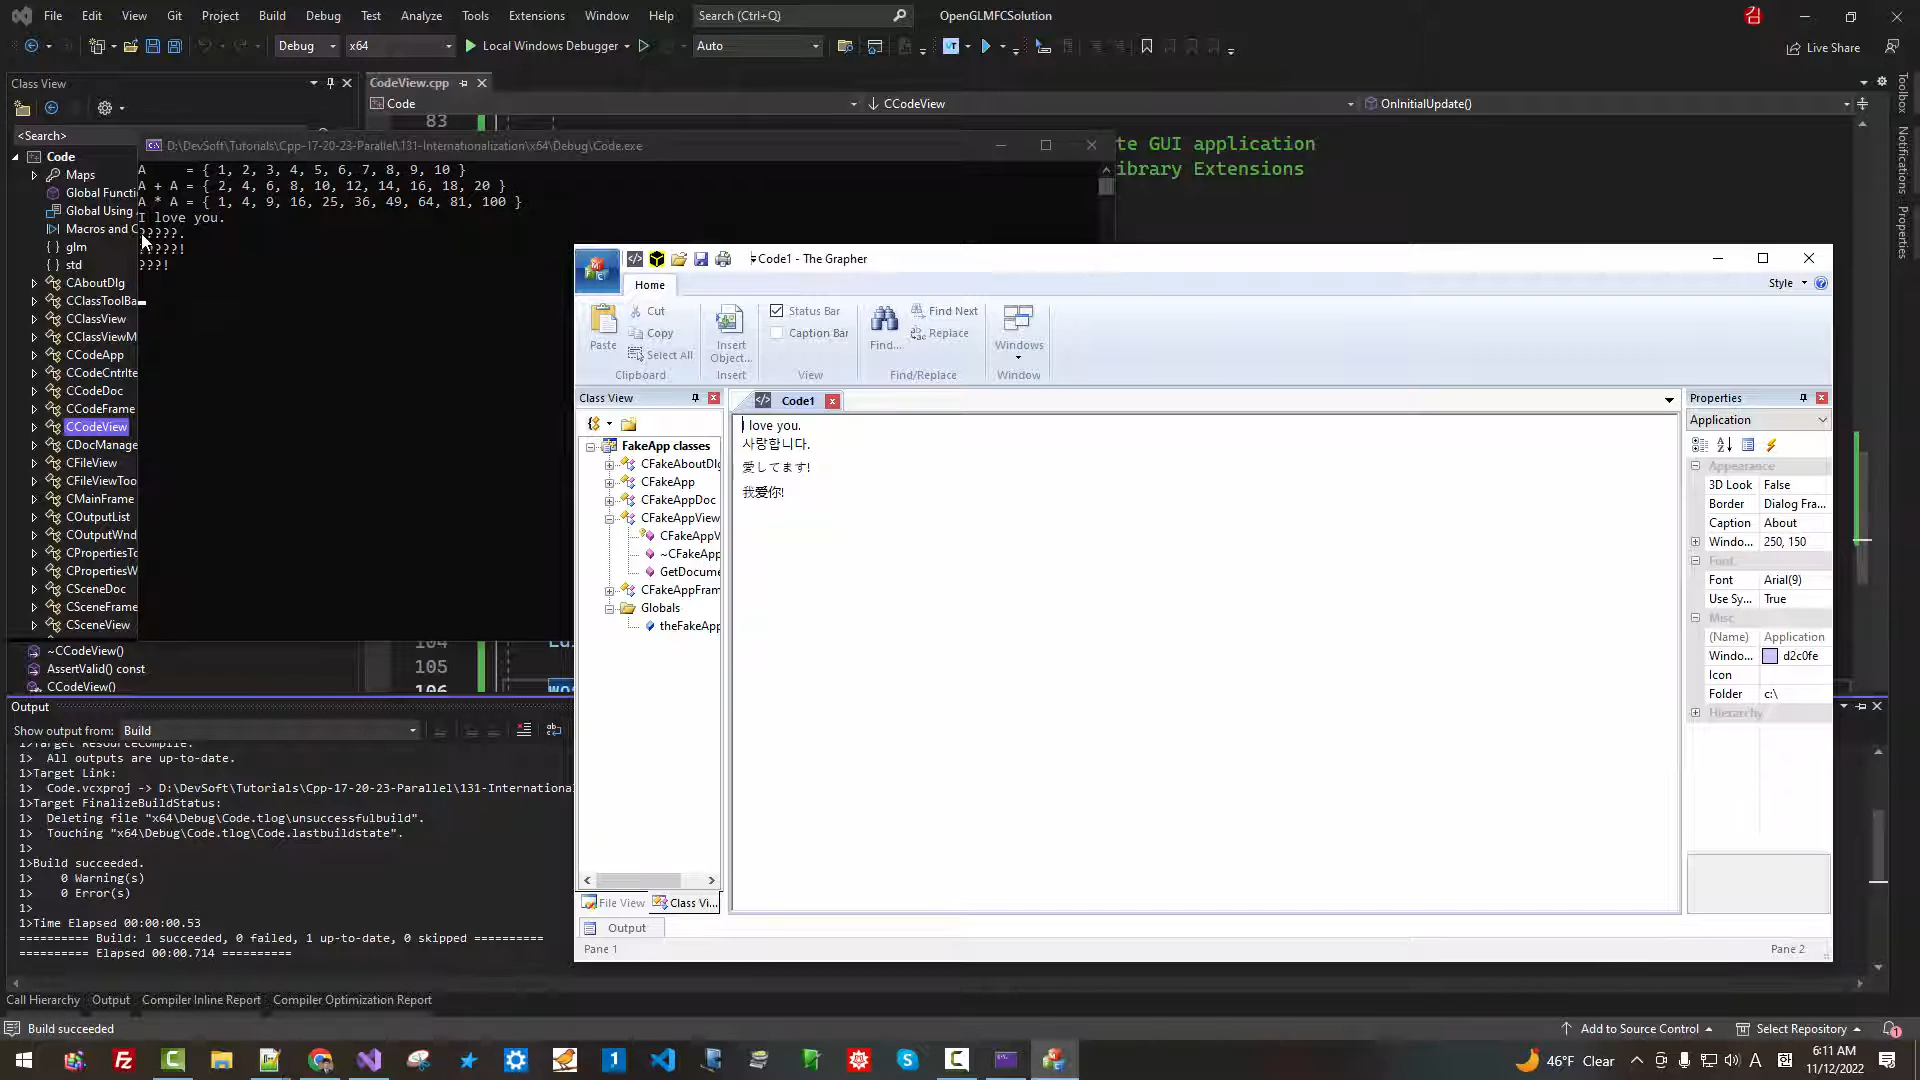 File Edit View Git Project Build Debug Test Analyze Tools Extensions Window Help Search (Ctrl+Q) OpenGLMFCSolution
Debug x64 Local Windows Debugger Auto Live Share
Class View
CodeView.cpp
Code CCodeView OnInitialUpdate()
<Search>
83
te GUI application
ibrary Extensions
Code
Maps
Global Functi
Global Using
Macros and C
glm
std
CAboutDlg
CClassToolBa
CClassView
CClassViewM
CCodeApp
CCodeCntrIte
CCodeDoc
CCodeFrame
CCodeView
CDocManage
CFileView
CFileViewToo
CMainFrame
COutputList
COutputWnd
CPropertiesTo
CPropertiesW
CSceneDoc
CSceneFrame
CSceneView
~CCodeView()
AssertValid() const
CCodeView()
D:\DevSoft\Tutorials\Cpp-17-20-23-Parallel\131-Internationalization\x64\Debug\Code.exe
A     = { 1, 2, 3, 4, 5, 6, 7, 8, 9, 10 }
A + A = { 2, 4, 6, 8, 10, 12, 14, 16, 18, 20 }
A * A = { 1, 4, 9, 16, 25, 36, 49, 64, 81, 100 }
I love you.
?????.
?????!
???!
104
105
106
Code1 - The Grapher
Home
Style
Paste
Cut
Copy
Select All
Clipboard
Insert Object...
Insert
Status Bar
Caption Bar
View
Find...
Find Next
Replace
Find/Replace
Windows
Window
Class View
FakeApp classes
CFakeAboutDlg
CFakeApp
CFakeAppDoc
CFakeAppView
CFakeAppV
~CFakeApp
GetDocume
CFakeAppFram
Globals
theFakeApp
File View Class Vi...
Code1
I love you.
사랑합니다.
愛してます!
我爱你!
Properties
Application
Appearance
3D Look False
Border Dialog Fra...
Caption About
Windo... 250, 150
Font
Font Arial(9)
Use Sy... True
Misc
(Name) Application
Windo... d2c0fe
Icon
Folder c:\
Hierarchy
Output
Pane 1
Pane 2
Toolbox
Notifications
Properties
Output
Show output from: Build
1>Target ResourceCompile:
1>  All outputs are up-to-date.
1>Target Link:
1>  Code.vcxproj -> D:\DevSoft\Tutorials\Cpp-17-20-23-Parallel\131-Internationa
1>Target FinalizeBuildStatus:
1>  Deleting file "x64\Debug\Code.tlog\unsuccessfulbuild".
1>  Touching "x64\Debug\Code.tlog\Code.lastbuildstate".
1>
1>Build succeeded.
1>    0 Warning(s)
1>    0 Error(s)
1>
1>Time Elapsed 00:00:00.53
========== Build: 1 succeeded, 0 failed, 1 up-to-date, 0 skipped ==========
========== Elapsed 00:00.714 ==========
Call Hierarchy Output Compiler Inline Report Compiler Optimization Report
Build succeeded Add to Source Control Select Repository
46°F Clear A 6:11 AM
11/12/2022